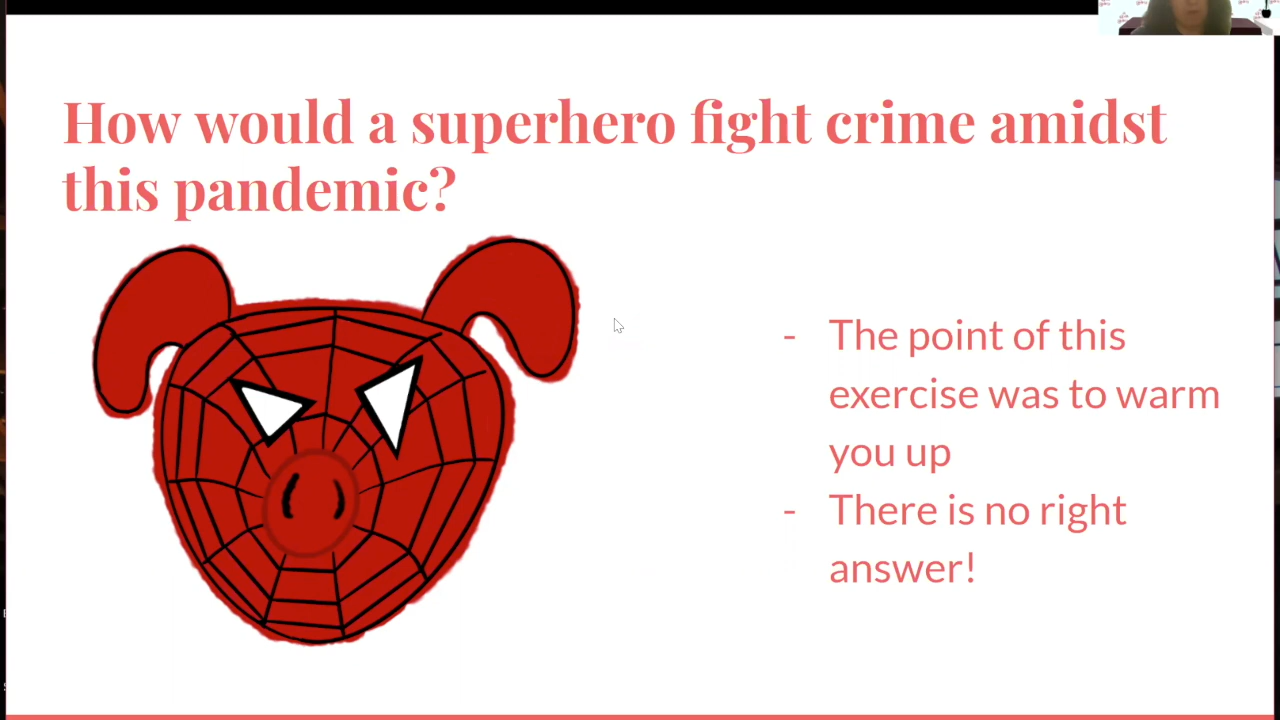 How would a superhero fight crime amidst
this pandemic?
- The point of this
exercise was to warm
you up
- There is no right
answer!